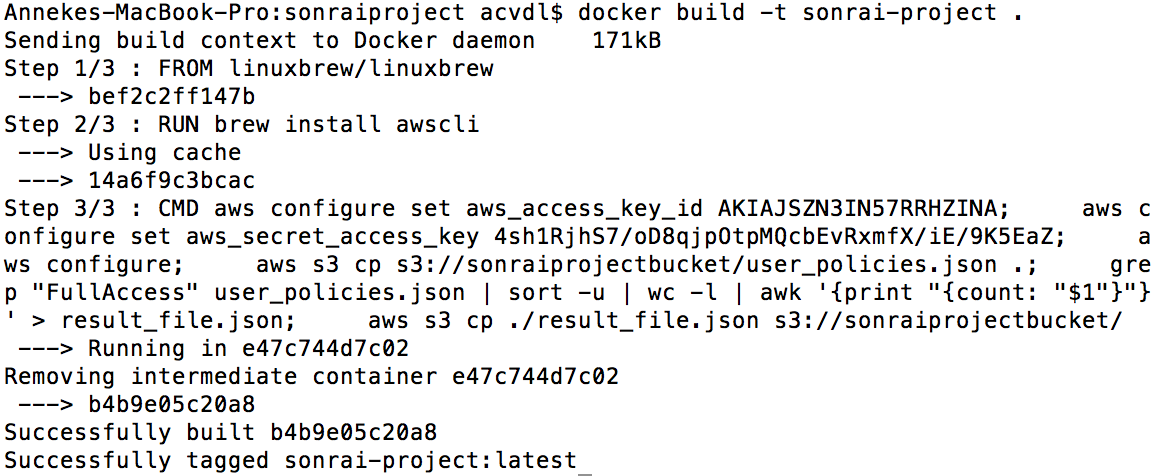 Annekes-MacBook-Pro:sonraiproject acvdl$ docker build -t sonrai-project .
Sending build context to Docker daemon    171kB
Step 1/3 : FROM linuxbrew/linuxbrew
 ---> bef2c2ff147b
Step 2/3 : RUN brew install awscli
 ---> Using cache
 ---> 14a6f9c3bcac
Step 3/3 : CMD aws configure set aws_access_key_id AKIAJSZN3IN57RRHZINA;     aws c
onfigure set aws_secret_access_key 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;     a
ws configure;     aws s3 cp s3://sonraiprojectbucket/user_policies.json .;     gre
p "FullAccess" user_policies.json | sort -u | wc -l | awk '{print "{count: "$1"}"}
' > result_file.json;     aws s3 cp ./result_file.json s3://sonraiprojectbucket/
 ---> Running in e47c744d7c02
Removing intermediate container e47c744d7c02
 ---> b4b9e05c20a8
Successfully built b4b9e05c20a8
Successfully tagged sonrai-project:latest